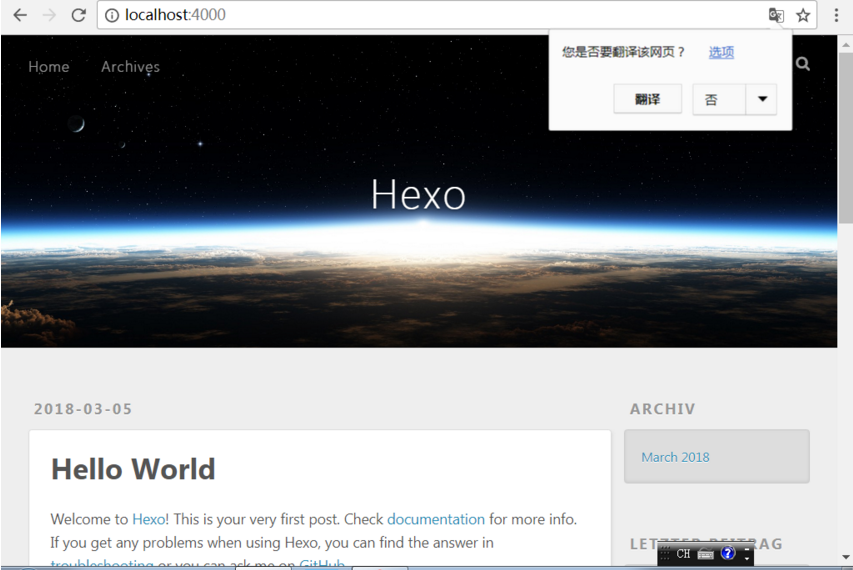 localhost:4000
您是否要翻译该网页？ 选项
翻译 否
Home Archives
Hexo
2018-03-05
Hello World
Welcome to Hexo! This is your very first post. Check documentation for more info.
If you get any problems when using Hexo, you can find the answer in
troubleshooting or you can ask me on GitHub.
ARCHIV
March 2018
LETZTER BEITRAG
CH